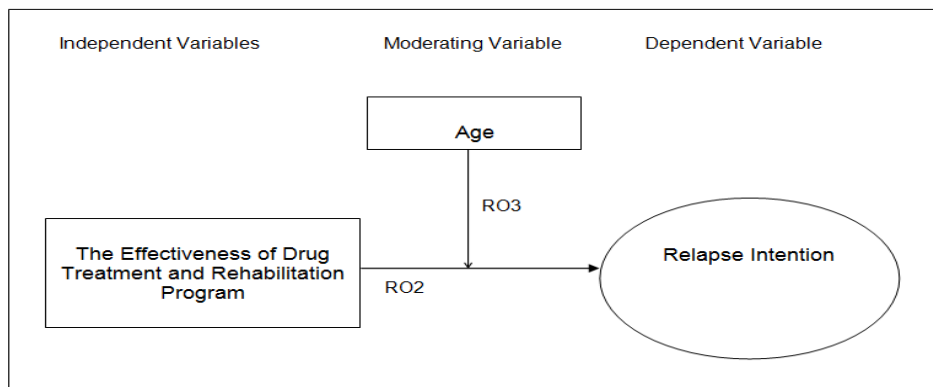 Independent Variables
Moderating Variable
Dependent Variable
Age
RO3
The Effectiveness of Drug
Treatment and Rehabilitation
Program
RO2
Relapse Intention